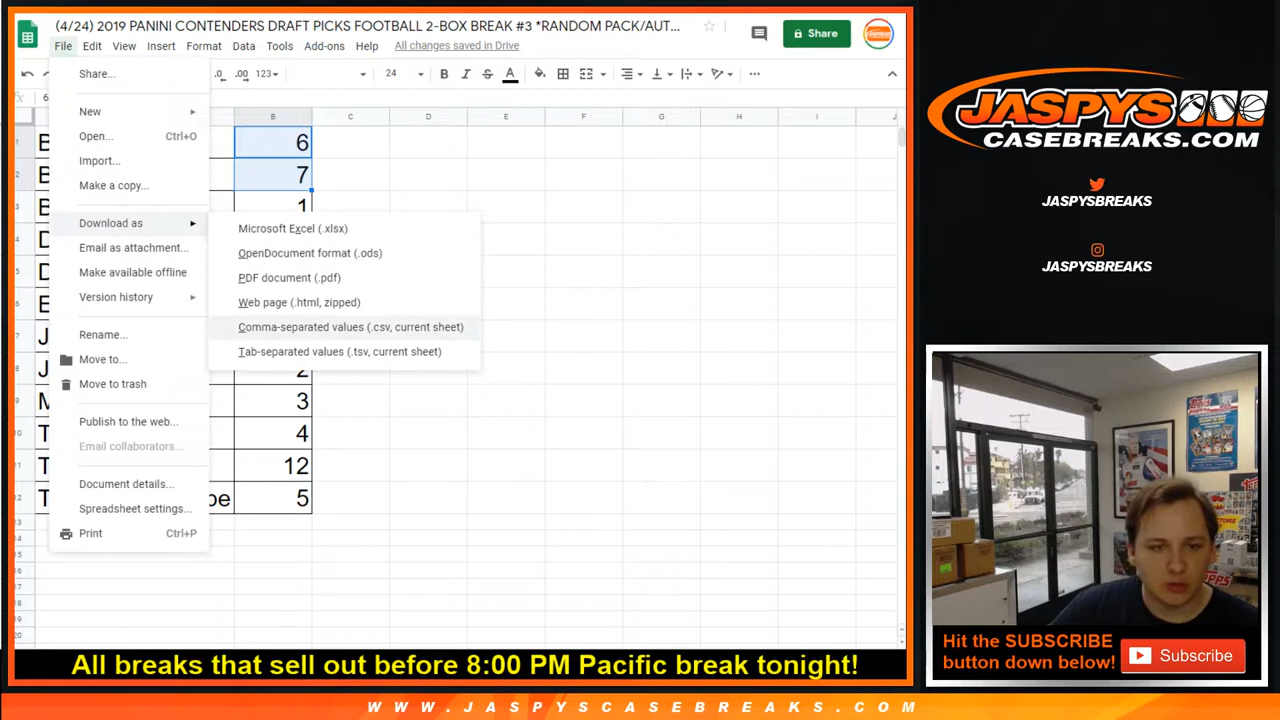 (4/24) 2019 PANINI CONTENDERS DRAFT PICKS FOOTBALL 2-BOX BREAK #3 *RANDOM PACK/AUT...
File Edit View Insert Format Data Tools Add-ons Help All changes saved in Drive
Share
.0 .00 123 24 B I S A
Share...
New
Open... Ctrl+O
Import...
Make a copy...
Download as
Email as attachment...
Make available offline
Version history
Rename...
Move to...
Move to trash
Publish to the web...
Email collaborators...
Document details...
Spreadsheet settings...
Print Ctrl+P
Microsoft Excel (.xlsx)
OpenDocument format (.ods)
PDF document (.pdf)
Web page (.html, zipped)
Comma-separated values (.csv, current sheet)
Tab-separated values (.tsv, current sheet)
B C D E F G H I J
B 6
B 7
B 1
D
D
E
J
J 2
M 3
T 4
T 12
T be 5
JASPYS
CASEBREAKS.COM
JASPYSBREAKS
JASPYSBREAKS
Hit the SUBSCRIBE
button down below!
Subscribe
All breaks that sell out before 8:00 PM Pacific break tonight!
WWW.JASPYSCASEBREAKS.COM